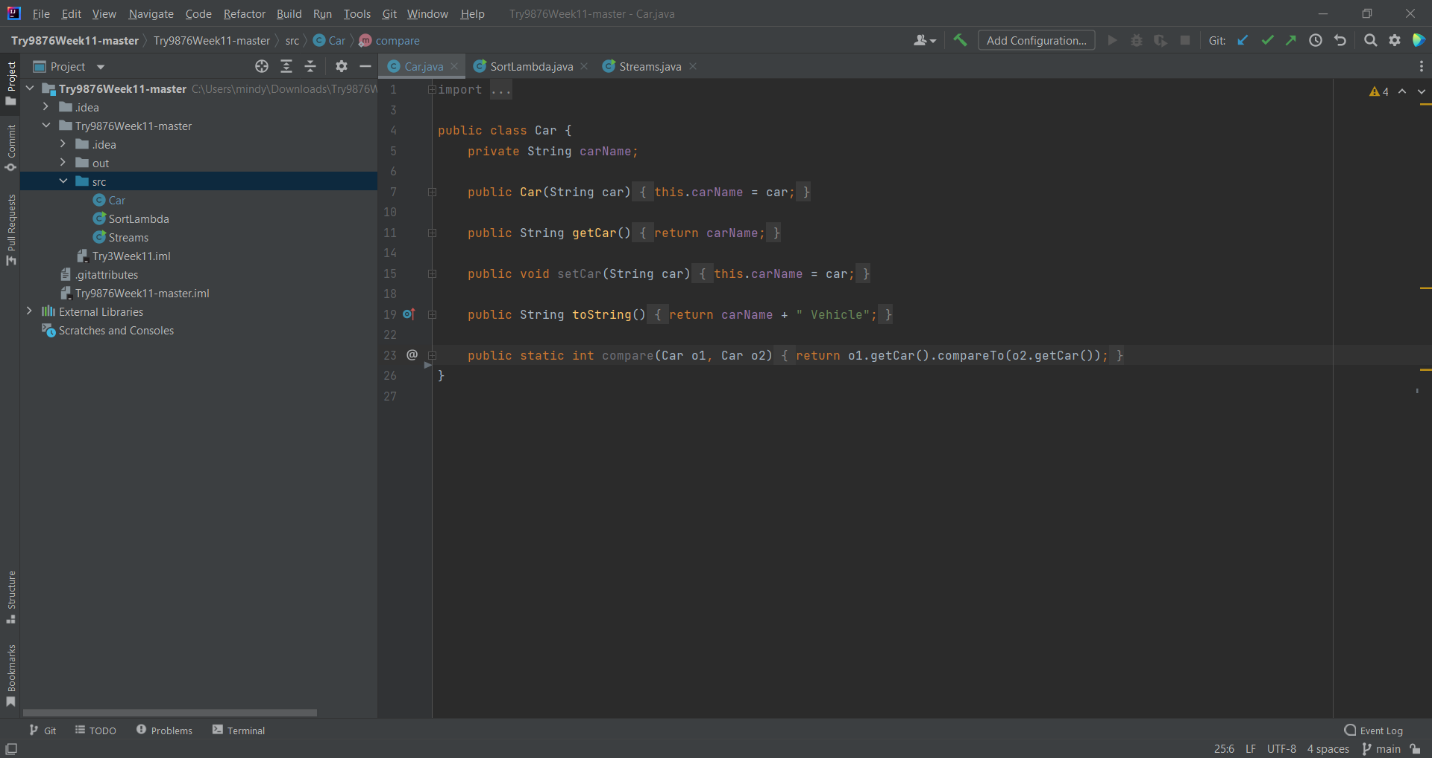 File Edit View Navigate Code Refactor Build Run Tools Git Window Help Try9876Week11-master - Car.java
Try9876Week11-master Try9876Week11-master src Car compare Add Configuration... Git:
Project
Car.java SortLambda.java Streams.java
Try9876Week11-master C:\Users\mindy\Downloads\Try9876W
.idea
Try9876Week11-master
.idea
out
src
Car
SortLambda
Streams
Try3Week11.iml
.gitattributes
Try9876Week11-master.iml
External Libraries
Scratches and Consoles
Project
Commit
Pull Requests
Structure
Bookmarks
1 import ... 4
3
4 public class Car {
5 private String carName;
6
7 public Car(String car) { this.carName = car; }
10
11 public String getCar() { return carName; }
14
15 public void setCar(String car) { this.carName = car; }
18
19 public String toString() { return carName + " Vehicle"; }
22
23 @ public static int compare(Car o1, Car o2) { return o1.getCar().compareTo(o2.getCar()); }
26 }
27
Git TODO Problems Terminal Event Log
25:6 LF UTF-8 4 spaces main